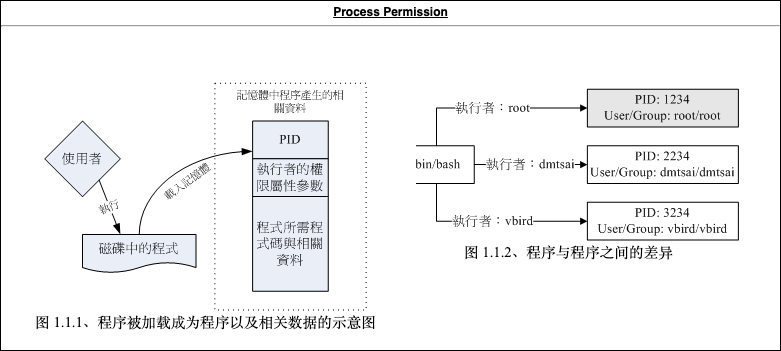 Process Permission
記憶體中程序產生的相
關資料
使用者
執行
磁碟中的程式
載入記憶體
PID
執行者的權
限屬性參數
程式所需程
式碼與相關
資料
图 1.1.1、程序被加载成为程序以及相关数据的示意图
bin/bash
執行者：root
PID: 1234
User/Group: root/root
執行者：dmtsai
PID: 2234
User/Group: dmtsai/dmtsai
執行者：vbird
PID: 3234
User/Group: vbird/vbird
图 1.1.2、程序与程序之间的差异